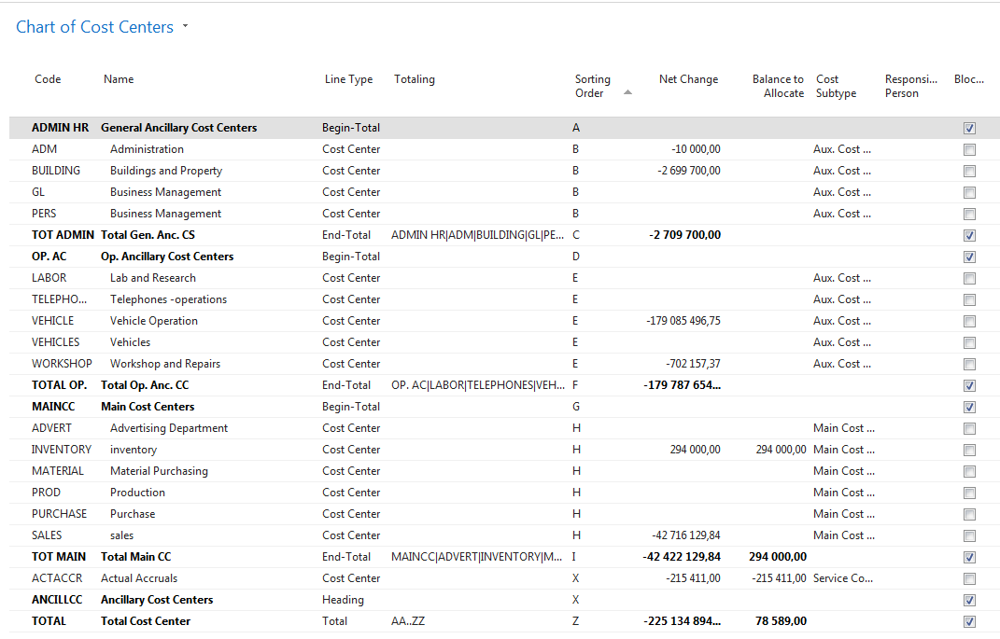 Chart of Cost Centers
Code Name Line Type Totaling Sorting Order Net Change Balance to Allocate Cost Subtype Responsi... Person Bloc...
ADMIN HR General Ancillary Cost Centers Begin-Total A
ADM Administration Cost Center B -10 000,00 Aux. Cost ...
BUILDING Buildings and Property Cost Center B -2 699 700,00 Aux. Cost ...
GL Business Management Cost Center B Aux. Cost ...
PERS Business Management Cost Center B Aux. Cost ...
TOT ADMIN Total Gen. Anc. CS End-Total ADMIN HR|ADM|BUILDING|GL|PE... C -2 709 700,00
OP. AC Op. Ancillary Cost Centers Begin-Total D
LABOR Lab and Research Cost Center E Aux. Cost ...
TELEPHO... Telephones -operations Cost Center E Aux. Cost ...
VEHICLE Vehicle Operation Cost Center E -179 085 496,75 Aux. Cost ...
VEHICLES Vehicles Cost Center E Aux. Cost ...
WORKSHOP Workshop and Repairs Cost Center E -702 157,37 Aux. Cost ...
TOTAL OP. Total Op. Anc. CC End-Total OP. AC|LABOR|TELEPHONES|VEH... F -179 787 654...
MAINCC Main Cost Centers Begin-Total G
ADVERT Advertising Department Cost Center H Main Cost ...
INVENTORY inventory Cost Center H 294 000,00 294 000,00 Main Cost ...
MATERIAL Material Purchasing Cost Center H Main Cost ...
PROD Production Cost Center H Main Cost ...
PURCHASE Purchase Cost Center H Main Cost ...
SALES sales Cost Center H -42 716 129,84 Main Cost ...
TOT MAIN Total Main CC End-Total MAINCC|ADVERT|INVENTORY|M... I -42 422 129,84 294 000,00
ACTACCR Actual Accruals Cost Center X -215 411,00 -215 411,00 Service Co...
ANCILLCC Ancillary Cost Centers Heading X
TOTAL Total Cost Center Total AA..ZZ Z -225 134 894... 78 589,00